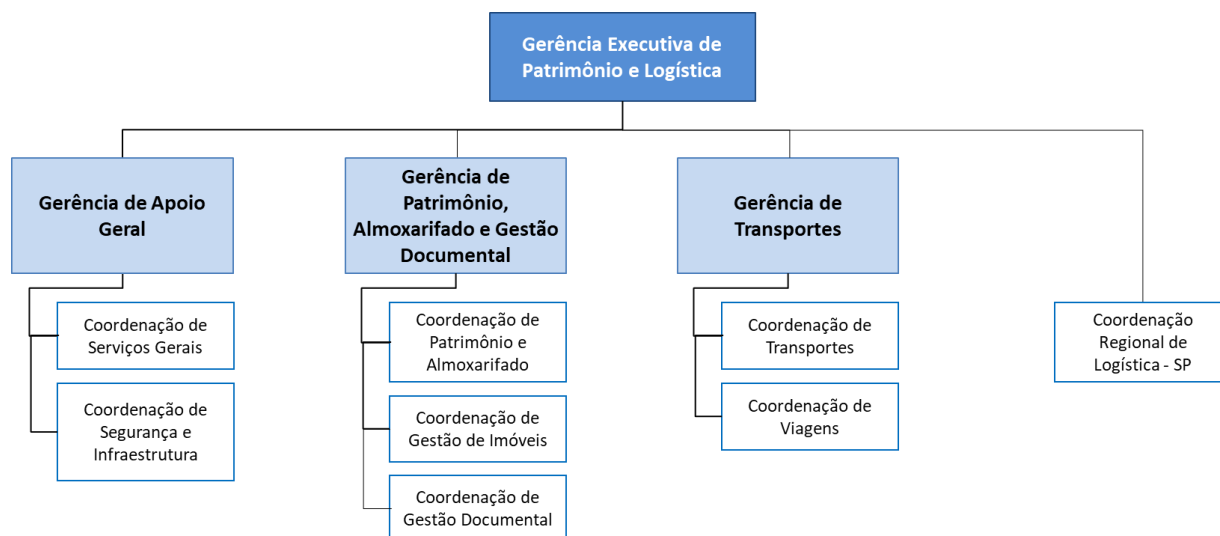 Gerência Executiva de
Patrimônio e Logística
Gerência de Apoio
Geral
Gerência de
Patrimônio,
Almoxarifado e Gestão
Documental
Gerência de
Transportes
Coordenação de
Serviços Gerais
Coordenação de
Segurança e
Infraestrutura
Coordenação de
Patrimônio e
Almoxarifado
Coordenação de
Gestão de Imóveis
Coordenação de
Gestão Documental
Coordenação de
Transportes
Coordenação de
Viagens
Coordenação
Regional de
Logística - SP